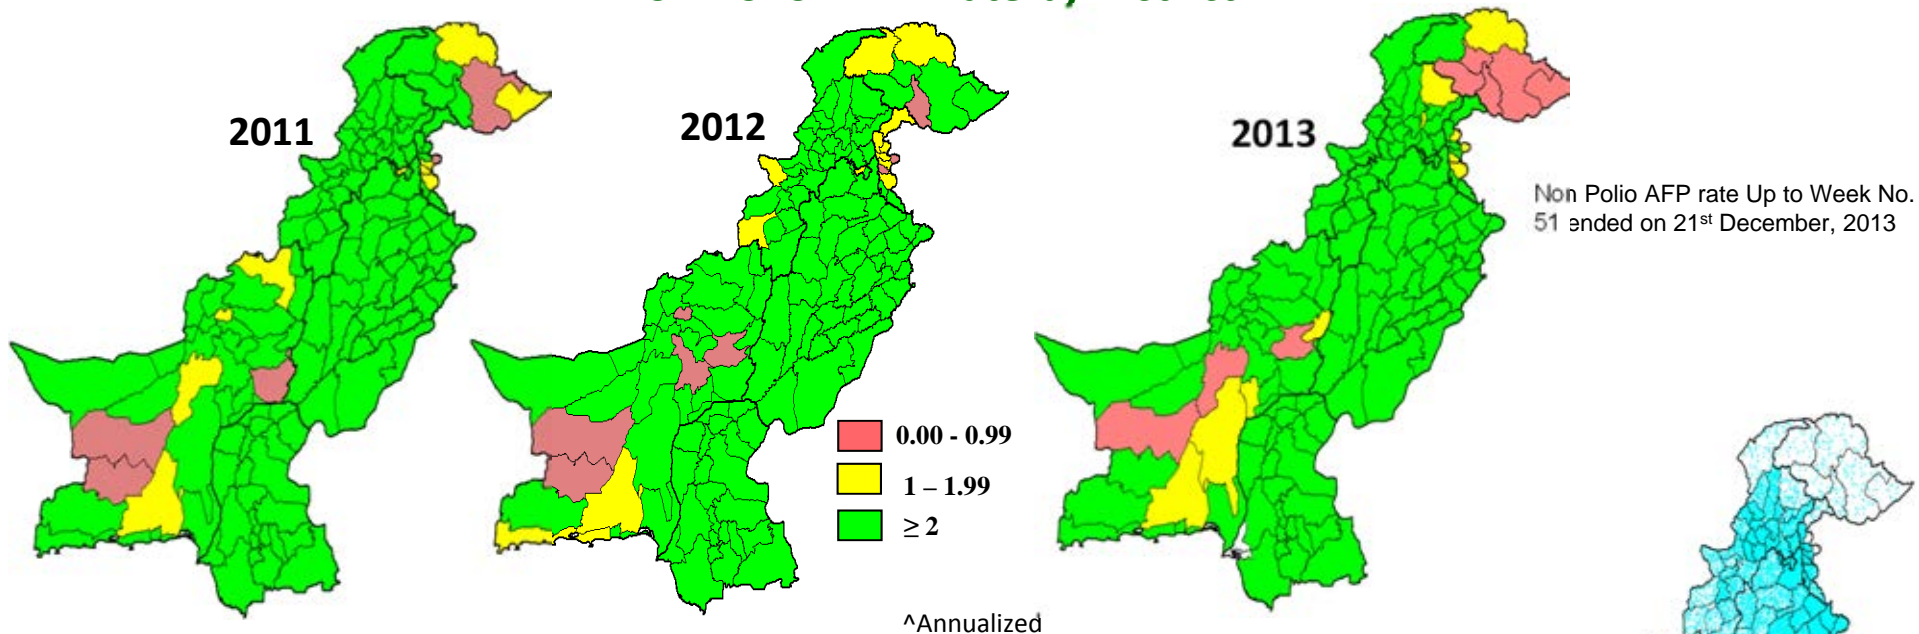 2011
2012
2013
Non Polio AFP rate Up to Week No.
51 ended on 21st December, 2013
0.00 - 0.99
1 – 1.99
≥ 2
^Annualized